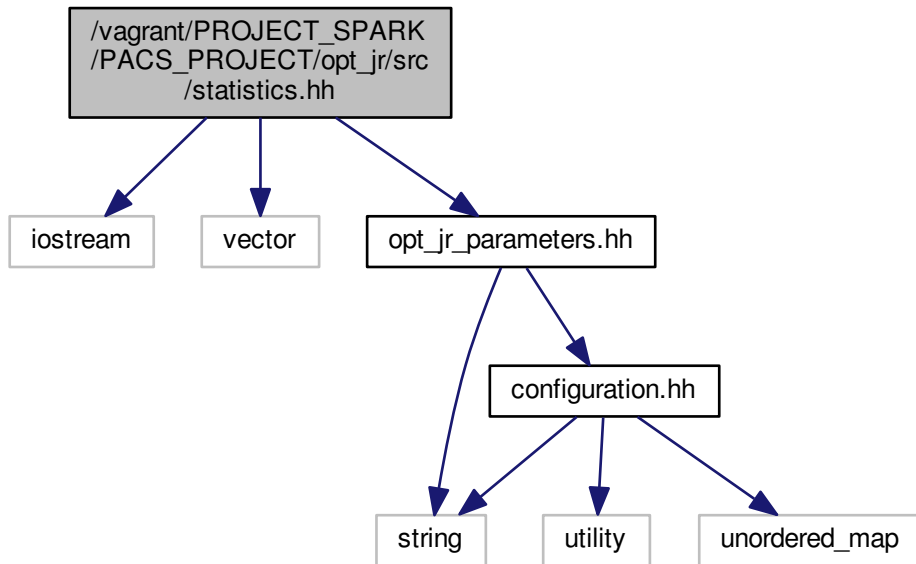 /vagrant/PROJECT_SPARK
/PACS_PROJECT/opt_jr/src
/statistics.hh
iostream
vector
opt_jr_parameters.hh
configuration.hh
string
utility
unordered_map